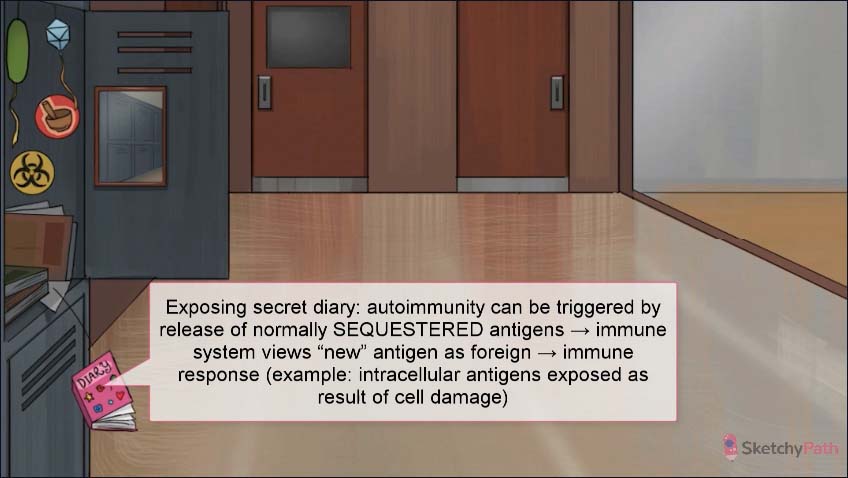 Exposing secret diary: autoimmunity can be triggered by
release of normally SEQUESTERED antigens → immune
system views “new” antigen as foreign → immune
response (example: intracellular antigens exposed as
result of cell damage)
DIARY
SketchyPath